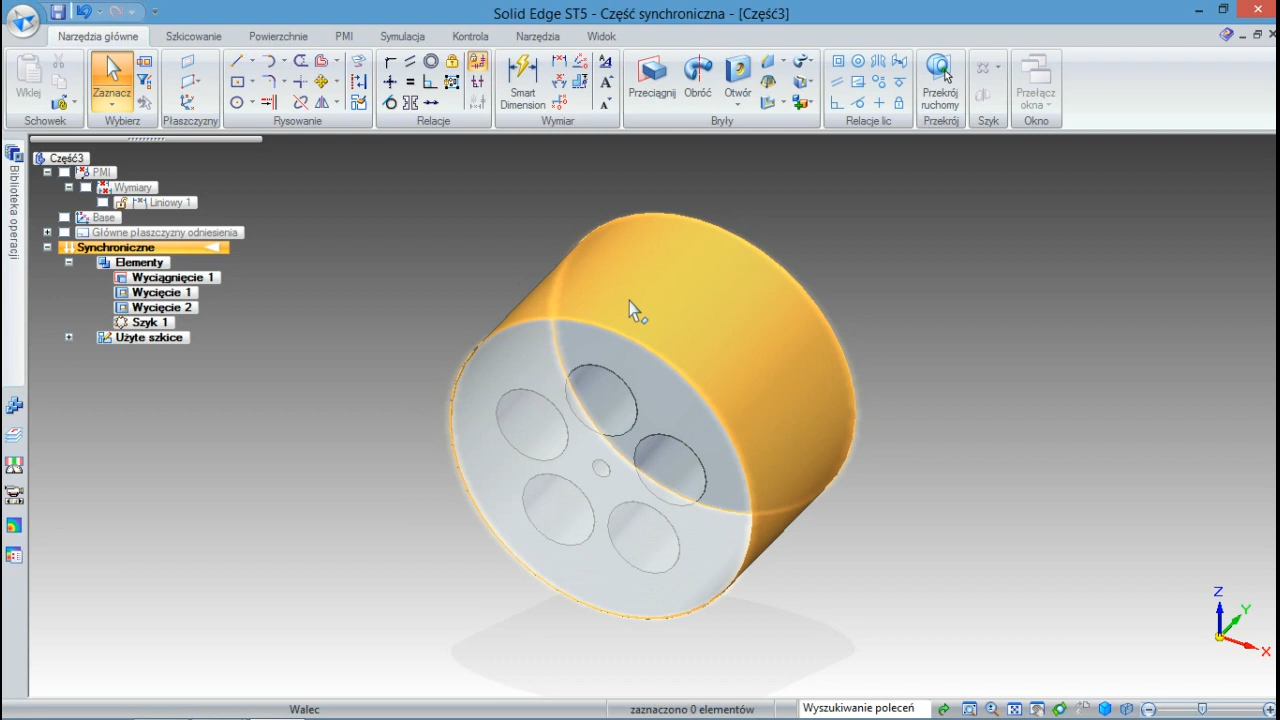 Solid Edge ST5 - Część synchroniczna - [Część3]
Narzędzia główne Szkicowanie Powierzchnie PMI Symulacja Kontrola Narzędzia Widok
Wklej Zaznacz Smart Dimension Przeciągnij Obróć Otwór Przekrój ruchomy Przełącz okna
Schowek Wybierz Płaszczyzny Rysowanie Relacje Wymiar Bryły Relacje lic Przekrój Szyk Okno
Biblioteka operacji
Część3
PMI
Wymiary
Liniowy 1
Base
Główne płaszczyzny odniesienia
Synchroniczne
Elementy
Wyciągnięcie 1
Wycięcie 1
Wycięcie 2
Szyk 1
Użyte szkice
Z
Y
X
Walec zaznaczono 0 elementów Wyszukiwanie poleceń